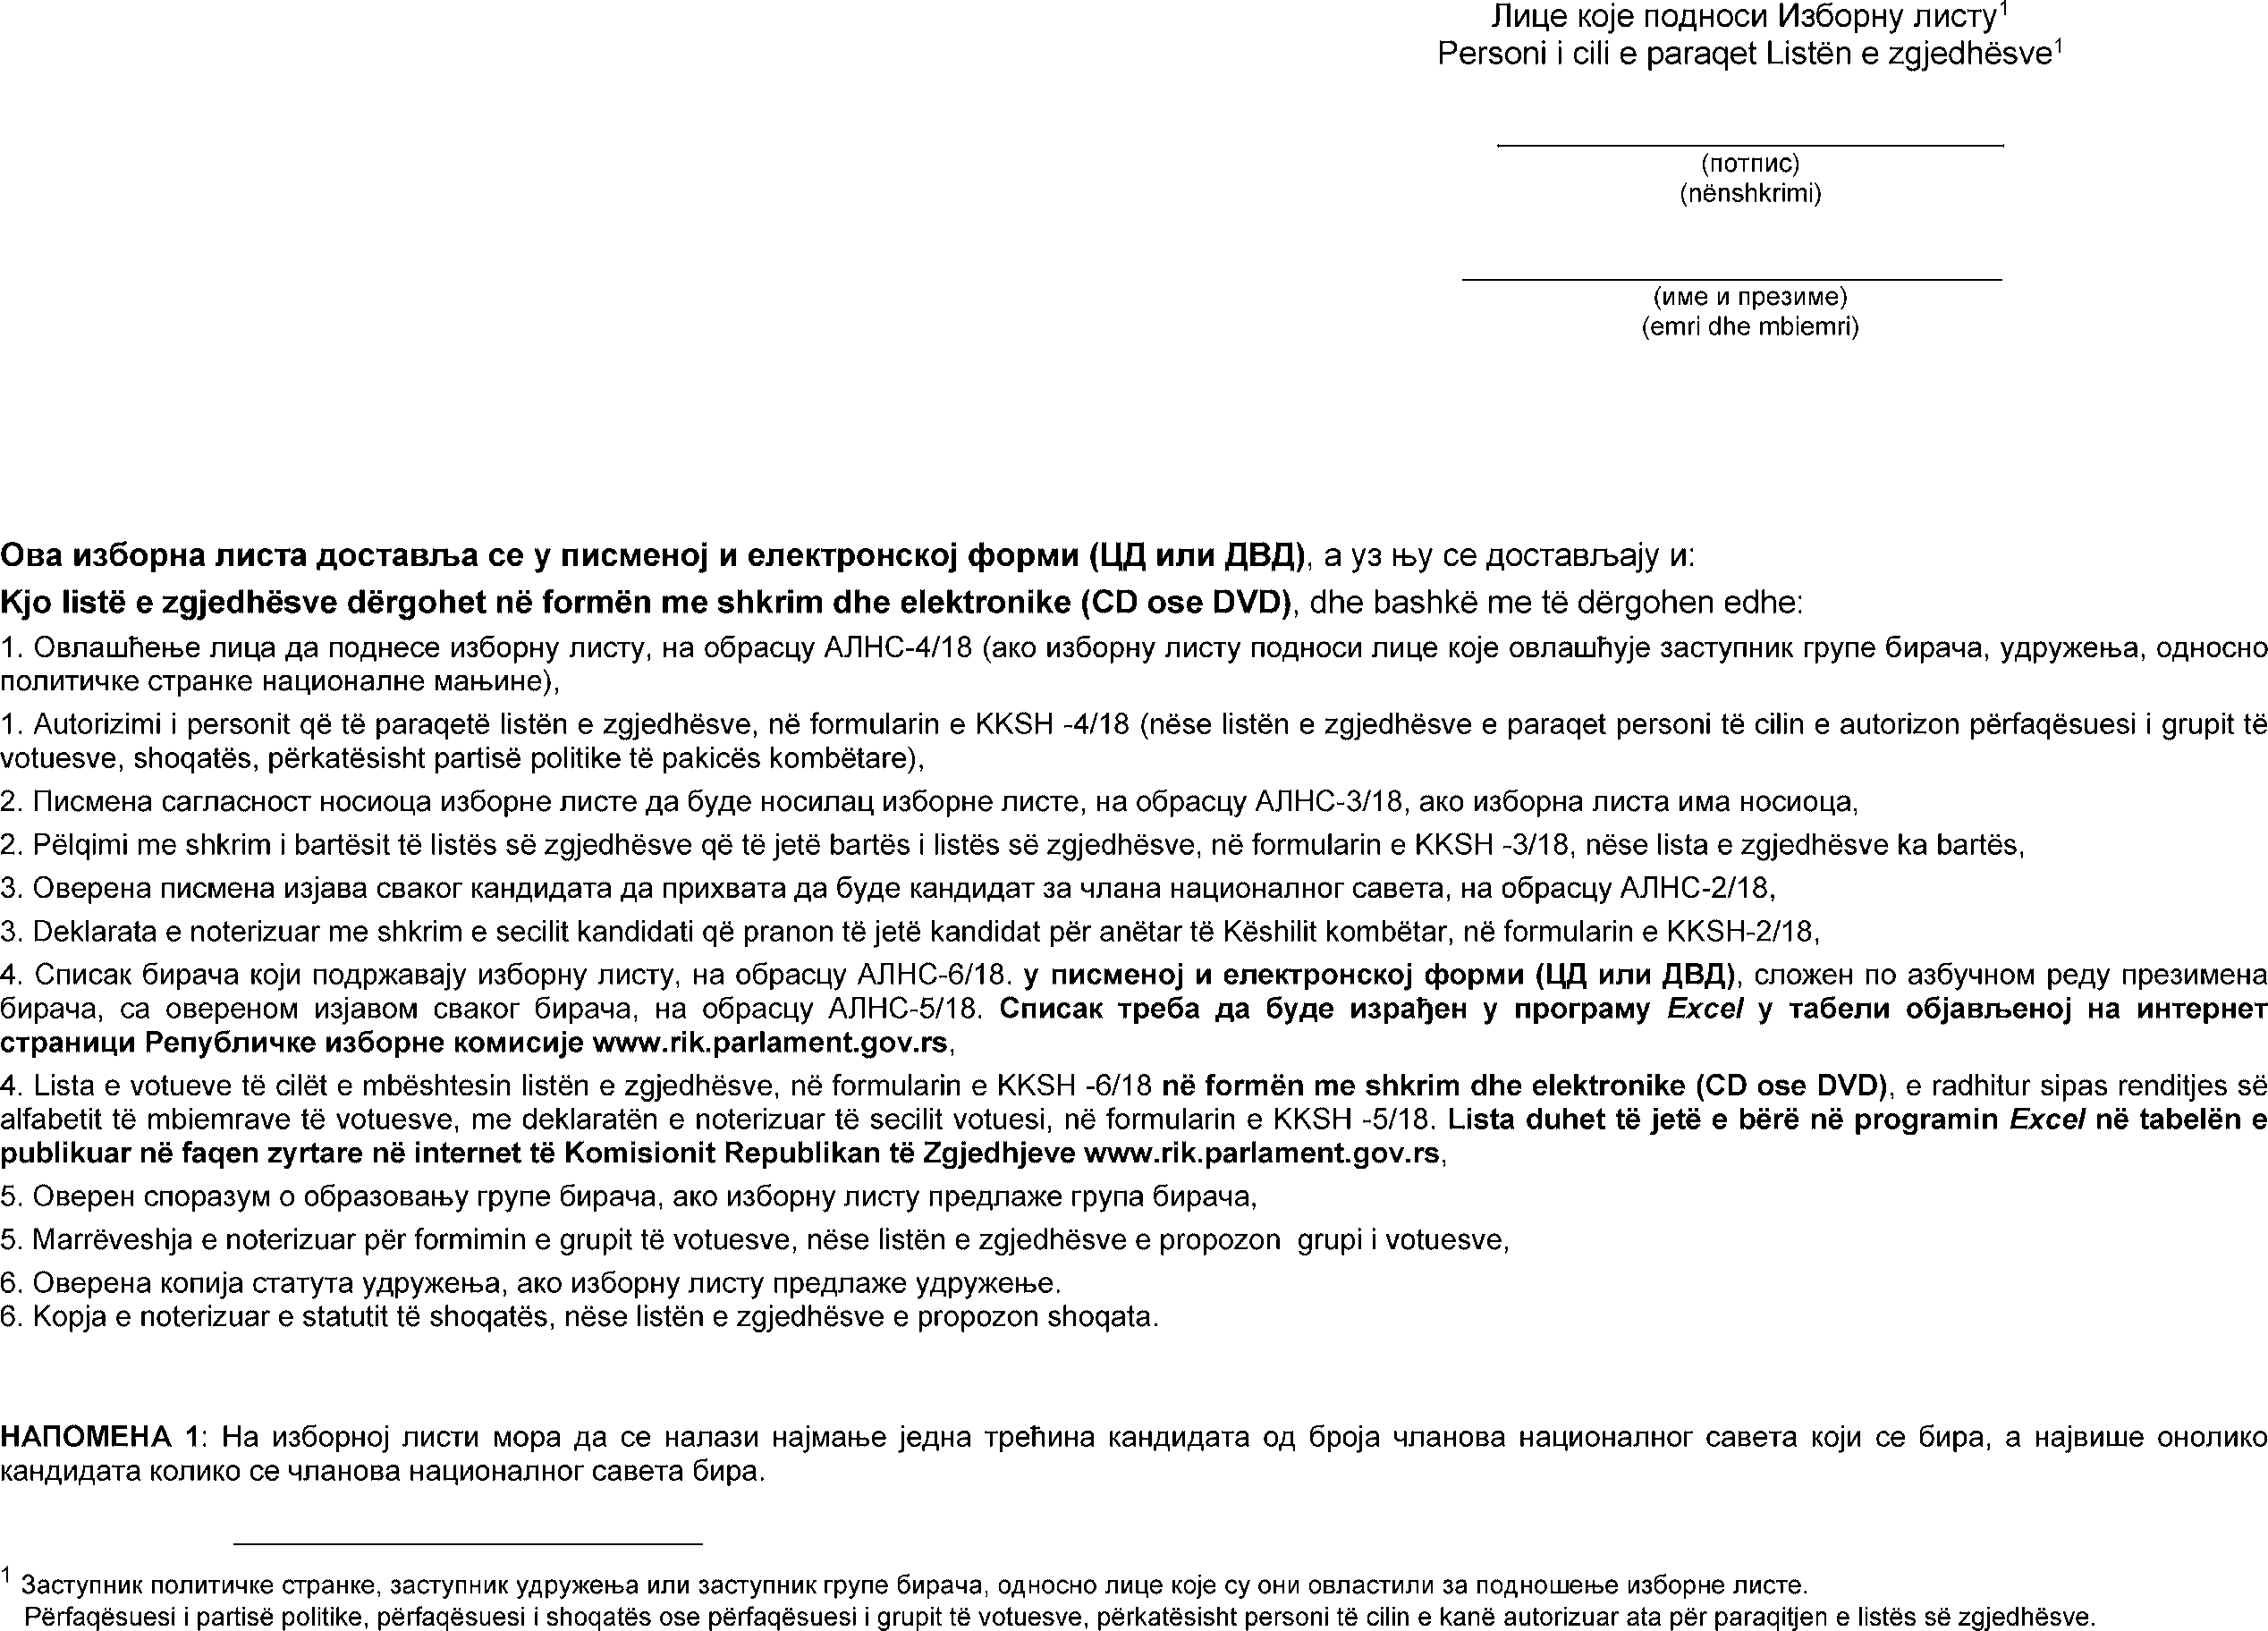 Лице које подноси Изборну листу¹
Personi i cili e paraqet Listën e zgjedhësve¹
(потпис)
(nënshkrimi)
(име и презиме)
(emri dhe mbiemri)
Ова изборна листа доставља се у писменој и електронској форми (ЦД или ДВД), а уз њу се достављају и:
Kjo listë e zgjedhësve dërgohet në formën me shkrim dhe elektronike (CD ose DVD), dhe bashkë me të dërgohen edhe:
1. Овлашћење лица да поднесе изборну листу, на обрасцу АЛНС-4/18 (ако изборну листу подноси лице које овлашћује заступник групе бирача, удружења, односно
политичке странке националне мањине),
1. Autorizimi i personit që të paraqetë listën e zgjedhësve, në formularin e KKSH -4/18 (nëse listën e zgjedhësve e paraqet personi të cilin e autorizon përfaqësuesi i grupit të
votuesve, shoqatës, përkatësisht partisë politike të pakicës kombëtare),
2. Писмена сагласност носиоца изборне листе да буде носилац изборне листе, на обрасцу АЛНС-3/18, ако изборна листа има носиоца,
2. Pëlqimi me shkrim i bartësit të listës së zgjedhësve që të jetë bartës i listës së zgjedhësve, në formularin e KKSH -3/18, nëse lista e zgjedhësve ka bartës,
3. Оверена писмена изјава сваког кандидата да прихвата да буде кандидат за члана националног савета, на обрасцу АЛНС-2/18,
3. Deklarata e noterizuar me shkrim e secilit kandidati që pranon të jetë kandidat për anëtar të Këshilit kombëtar, në formularin e KKSH-2/18,
4. Списак бирача који подржавају изборну листу, на обрасцу АЛНС-6/18. у писменој и електронској форми (ЦД или ДВД), сложен по азбучном реду презимена
бирача, са овереном изјавом сваког бирача, на обрасцу АЛНС-5/18. Списак треба да буде израђен у програму Excel у табели објављеној на интернет
страници Републичке изборне комисије www.rik.parlament.gov.rs,
4. Lista e votueve të cilët e mbështesin listën e zgjedhësve, në formularin e KKSH -6/18 në formën me shkrim dhe elektronike (CD ose DVD), e radhitur sipas renditjes së
alfabetit të mbiemrave të votuesve, me deklaratën e noterizuar të secilit votuesi, në formularin e KKSH -5/18. Lista duhet të jetë e bërë në programin Excel në tabelën e
publikuar në faqen zyrtare në internet të Komisionit Republikan të Zgjedhjeve www.rik.parlament.gov.rs,
5. Оверен споразум о образовању групе бирача, ако изборну листу предлаже група бирача,
5. Marrëveshja e noterizuar për formimin e grupit të votuesve, nëse listën e zgjedhësve e propozon  grupi i votuesve,
6. Оверена копија статута удружења, ако изборну листу предлаже удружење.
6. Kopja e noterizuar e statutit të shoqatës, nëse listën e zgjedhësve e propozon shoqata.
НАПОМЕНА 1: На изборној листи мора да се налази најмање једна трећина кандидата од броја чланова националног савета који се бира, а највише онолико
кандидата колико се чланова националног савета бира.
¹ Заступник политичке странке, заступник удружења или заступник групе бирача, односно лице које су они овластили за подношење изборне листе.
Përfaqësuesi i partisë politike, përfaqësuesi i shoqatës ose përfaqësuesi i grupit të votuesve, përkatësisht personi të cilin e kanë autorizuar ata për paraqitjen e listës së zgjedhësve.